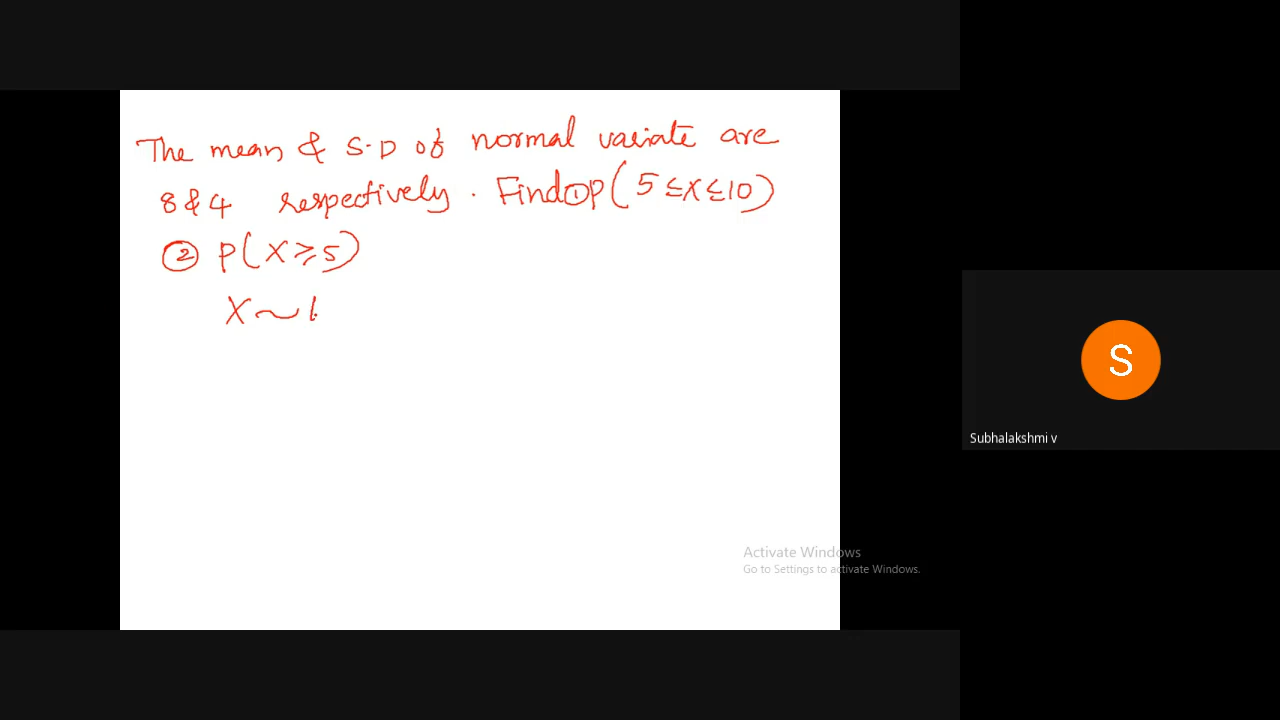 The mean & S.D of normal variate are
8 & 4 respectively. Find ① P(5 ≤ X ≤ 10)
② P(X ≥ 5)
X ~
S
Subhalakshmi v
Activate Windows
Go to Settings to activate Windows.